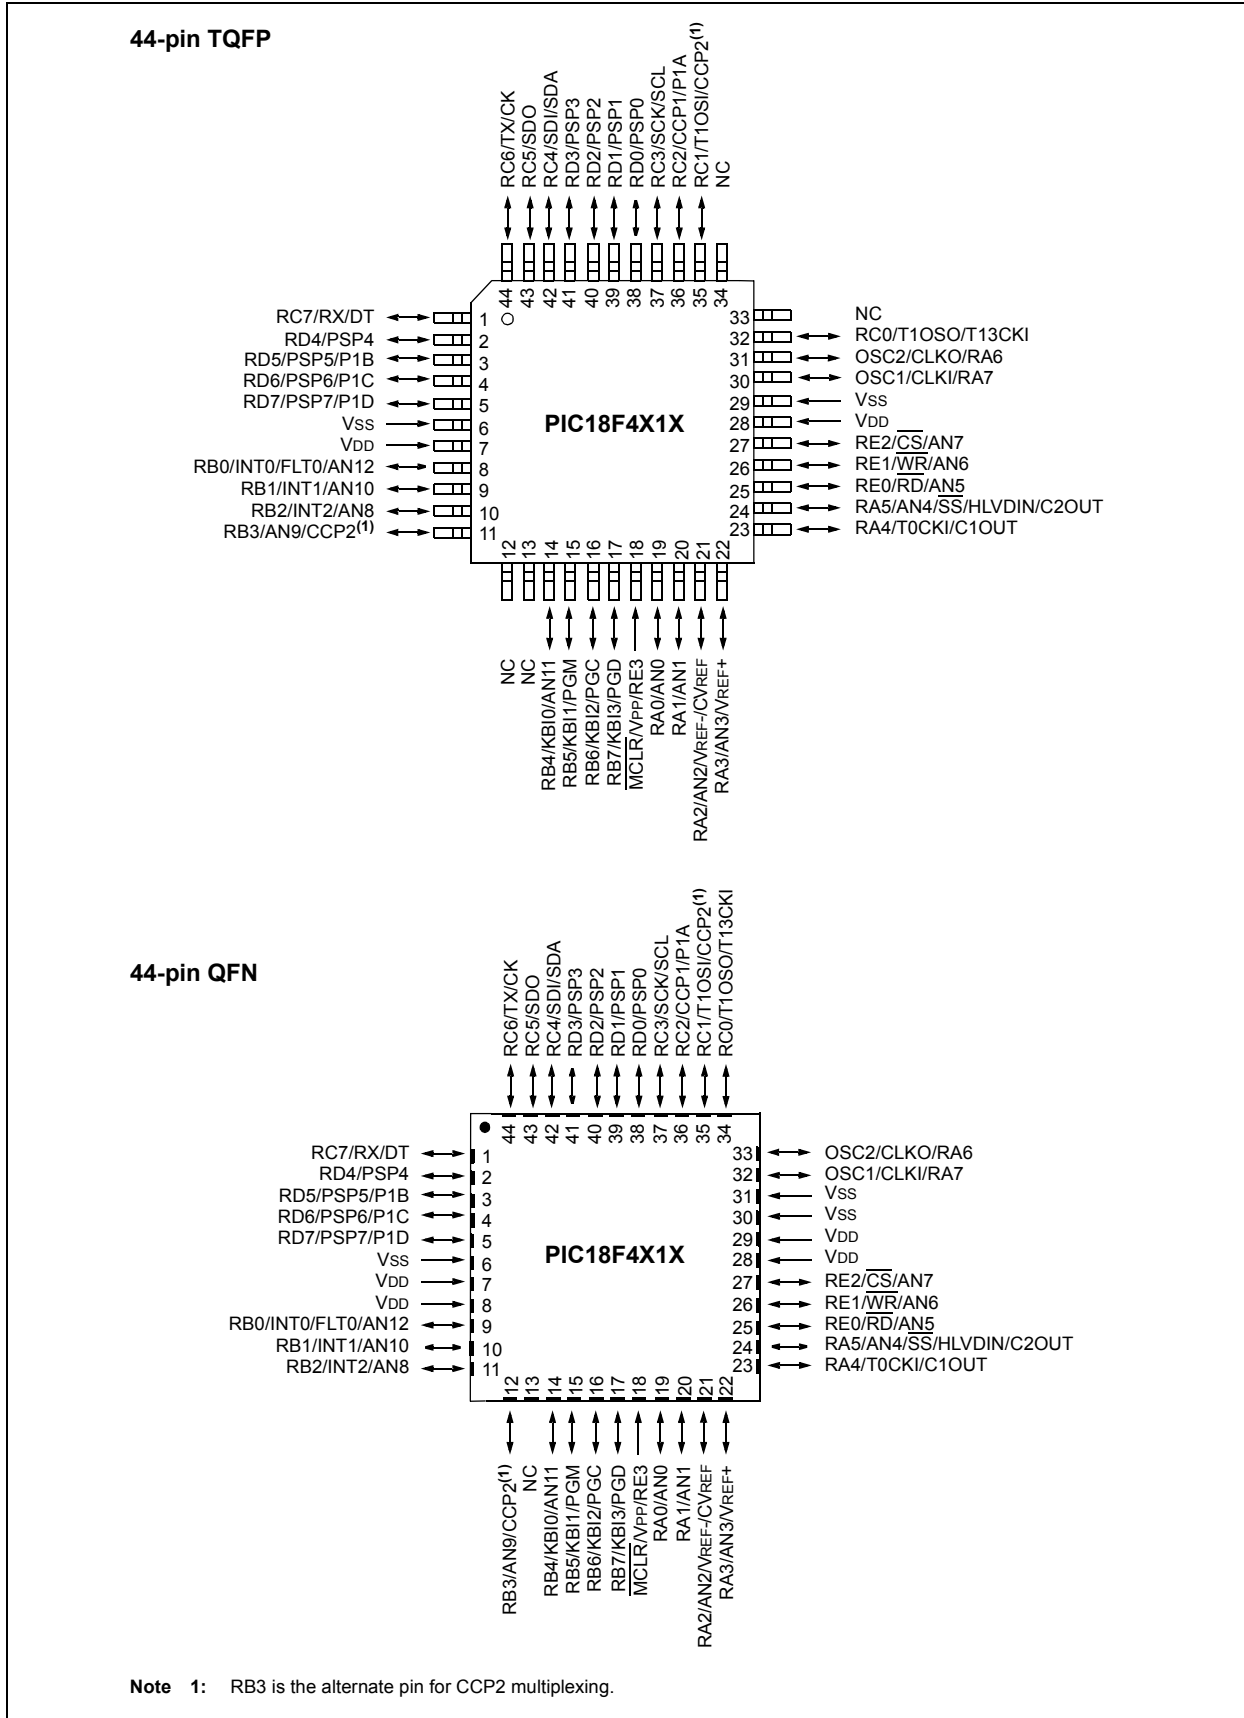 44-pin TQFP
RC6/TX/CK
RC5/SDO
RC4/SDI/SDA
RD3/PSP3
RD2/PSP2
RD1/PSP1
RD0/PSP0
RC3/SCK/SCL
RC2/CCP1/P1A
RC1/T1OSI/CCP2(1)
NC
44
43
42
41
40
39
38
37
36
35
34
RC7/RX/DT 1
RD4/PSP4 2
RD5/PSP5/P1B 3
RD6/PSP6/P1C 4
RD7/PSP7/P1D 5
VSS 6
VDD 7
RB0/INT0/FLT0/AN12 8
RB1/INT1/AN10 9
RB2/INT2/AN8 10
RB3/AN9/CCP2(1) 11
PIC18F4X1X
33 NC
32 RC0/T1OSO/T13CKI
31 OSC2/CLKO/RA6
30 OSC1/CLKI/RA7
29 VSS
28 VDD
27 RE2/CS/AN7
26 RE1/WR/AN6
25 RE0/RD/AN5
24 RA5/AN4/SS/HLVDIN/C2OUT
23 RA4/T0CKI/C1OUT
12
13
14
15
16
17
18
19
20
21
22
NC
NC
RB4/KBI0/AN11
RB5/KBI1/PGM
RB6/KBI2/PGC
RB7/KBI3/PGD
MCLR/VPP/RE3
RA0/AN0
RA1/AN1
RA2/AN2/VREF-/CVREF
RA3/AN3/VREF+
44-pin QFN
RC6/TX/CK
RC5/SDO
RC4/SDI/SDA
RD3/PSP3
RD2/PSP2
RD1/PSP1
RD0/PSP0
RC3/SCK/SCL
RC2/CCP1/P1A
RC1/T1OSI/CCP2(1)
RC0/T1OSO/T13CKI
44
43
42
41
40
39
38
37
36
35
34
RC7/RX/DT 1
RD4/PSP4 2
RD5/PSP5/P1B 3
RD6/PSP6/P1C 4
RD7/PSP7/P1D 5
VSS 6
VDD 7
VDD 8
RB0/INT0/FLT0/AN12 9
RB1/INT1/AN10 10
RB2/INT2/AN8 11
PIC18F4X1X
33 OSC2/CLKO/RA6
32 OSC1/CLKI/RA7
31 VSS
30 VSS
29 VDD
28 VDD
27 RE2/CS/AN7
26 RE1/WR/AN6
25 RE0/RD/AN5
24 RA5/AN4/SS/HLVDIN/C2OUT
23 RA4/T0CKI/C1OUT
12
13
14
15
16
17
18
19
20
21
22
RB3/AN9/CCP2(1)
NC
RB4/KBI0/AN11
RB5/KBI1/PGM
RB6/KBI2/PGC
RB7/KBI3/PGD
MCLR/VPP/RE3
RA0/AN0
RA1/AN1
RA2/AN2/VREF-/CVREF
RA3/AN3/VREF+
Note 1: RB3 is the alternate pin for CCP2 multiplexing.